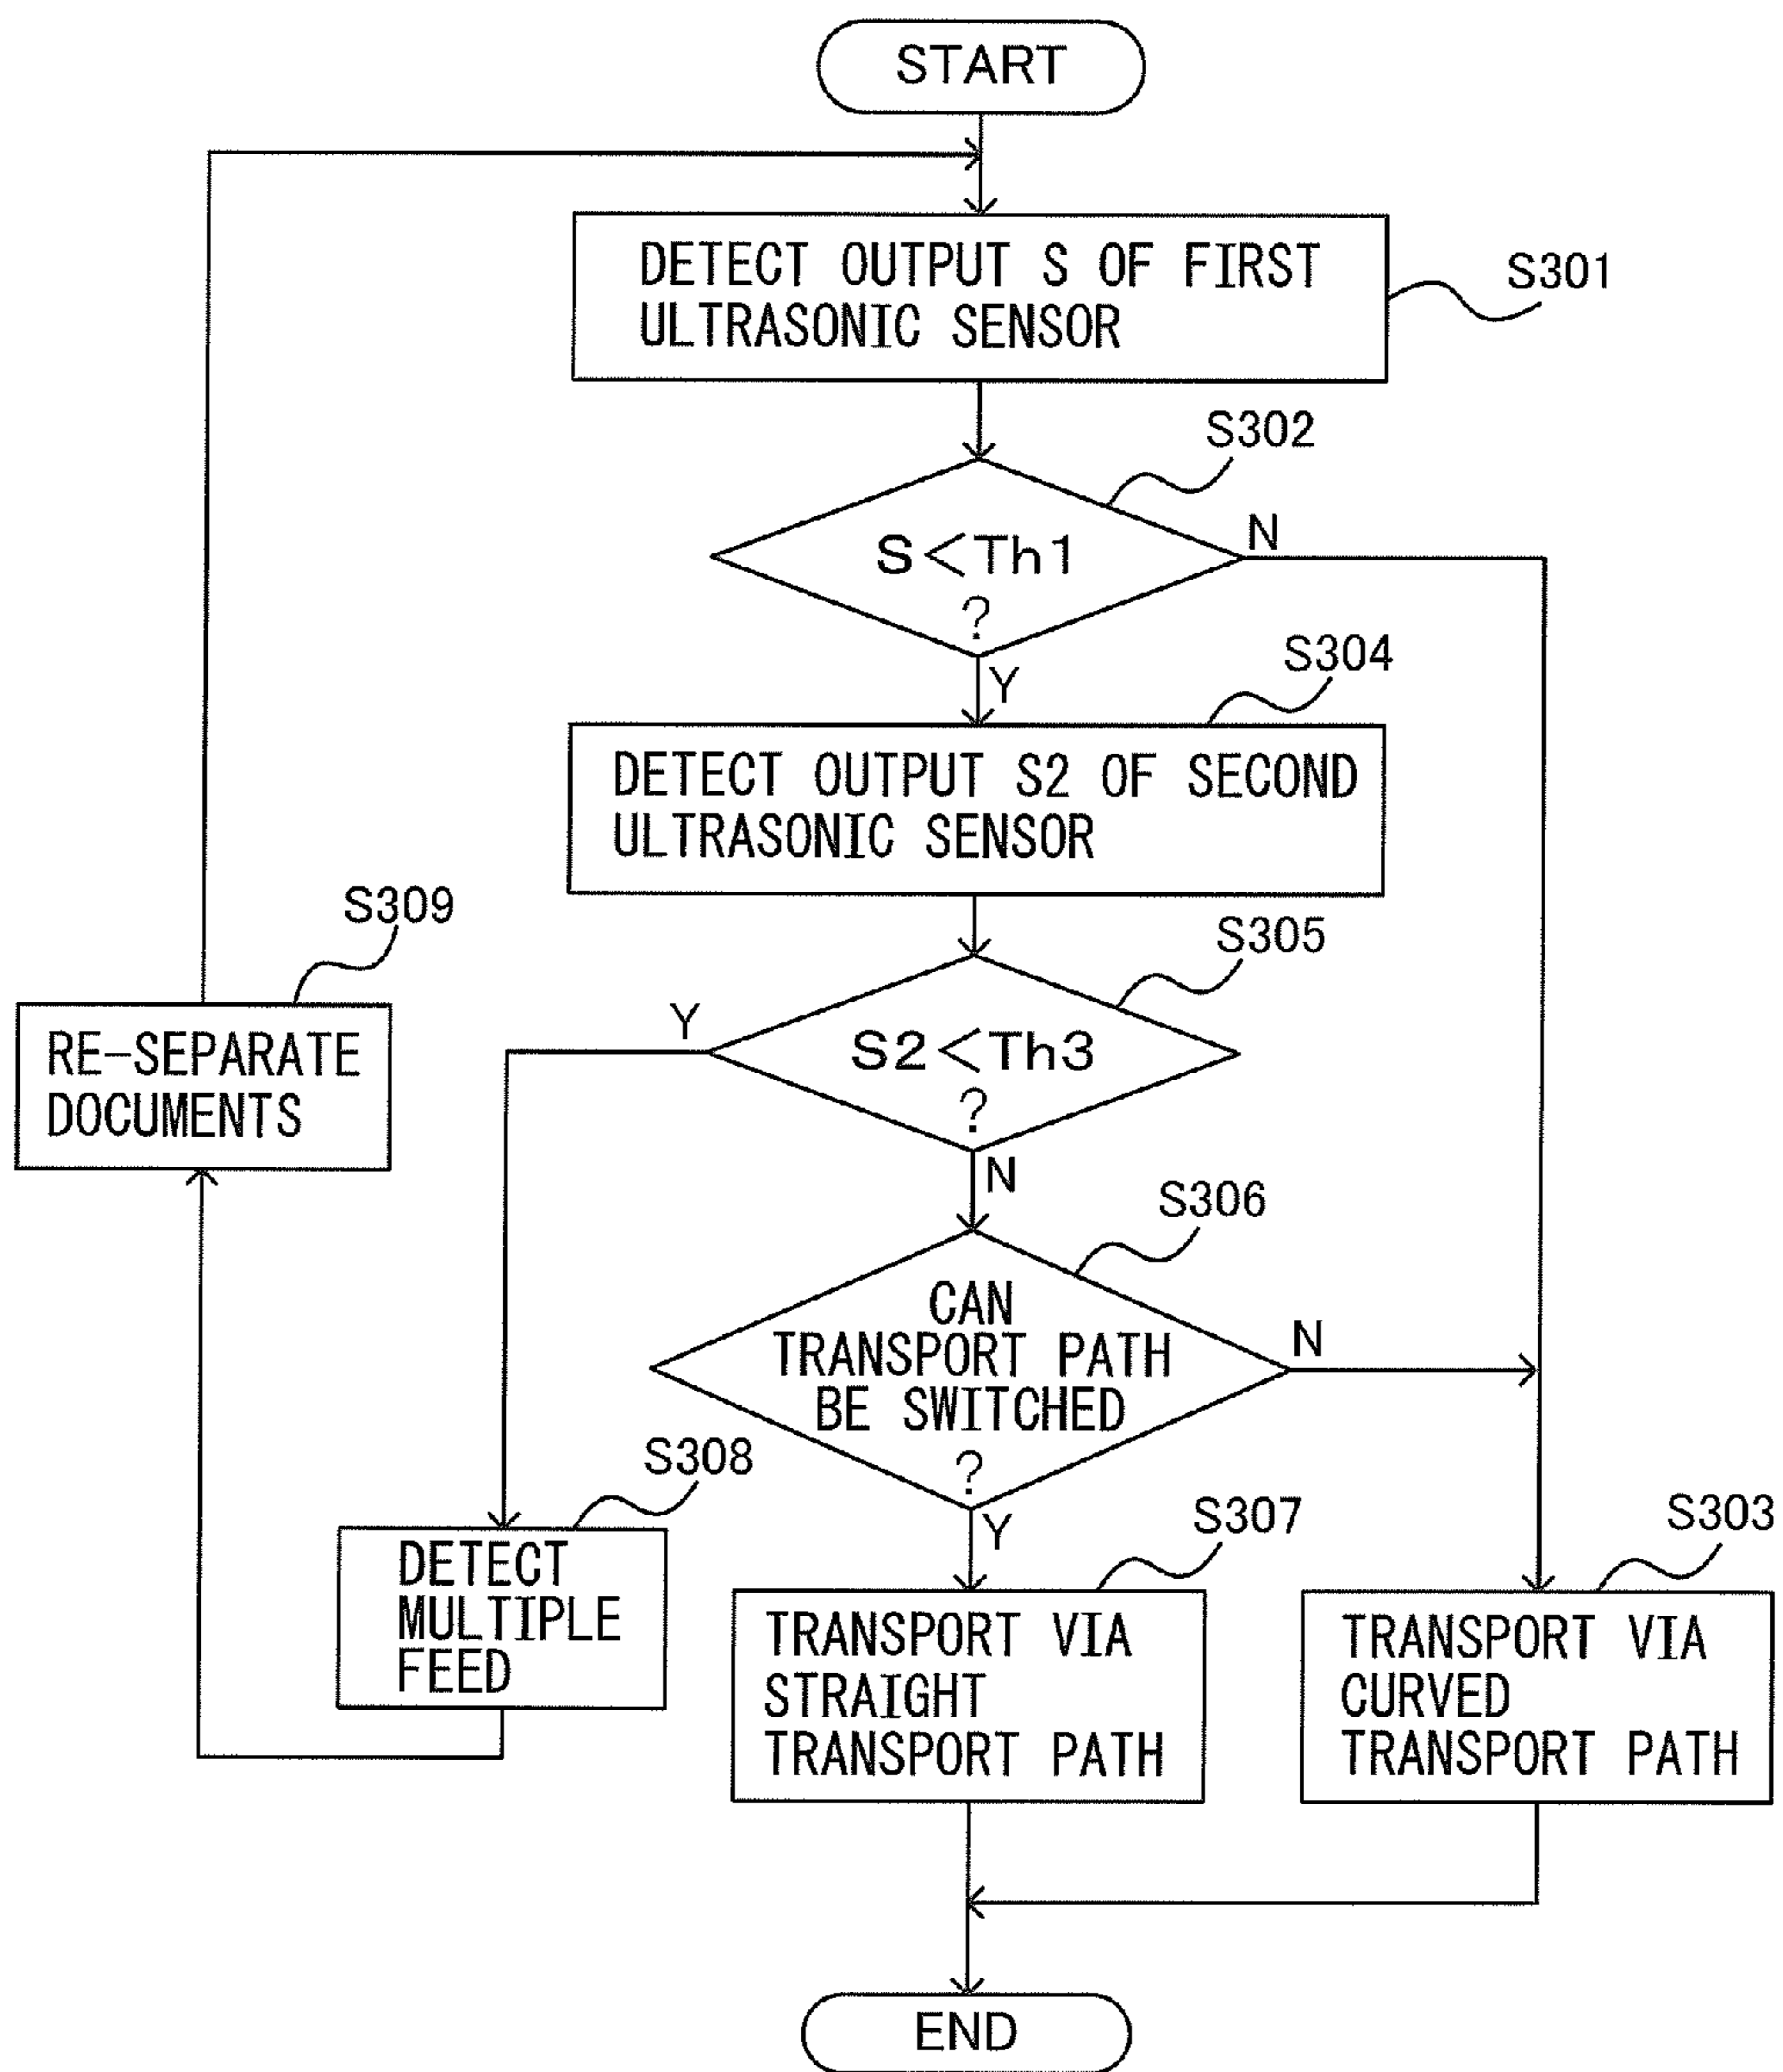 START
DETECT OUTPUT S OF FIRST
ULTRASONIC SENSOR
S301
S302
S<Th1
?
N
Y
S304
DETECT OUTPUT S2 OF SECOND
ULTRASONIC SENSOR
S309
RE-SEPARATE
DOCUMENTS
S305
Y
S2<Th3
?
N
S306
CAN
TRANSPORT PATH
BE SWITCHED
?
N
Y
S308
DETECT
MULTIPLE
FEED
S307
TRANSPORT VIA
STRAIGHT
TRANSPORT PATH
S303
TRANSPORT VIA
CURVED
TRANSPORT PATH
END